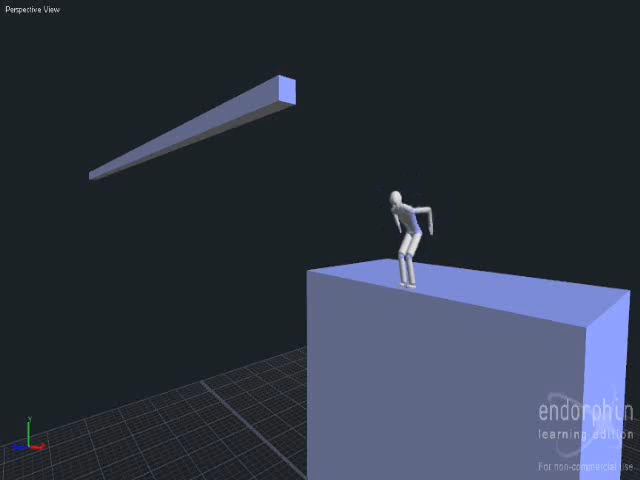 Perspective View
Y
endorphin
learning edition
For non-commercial use